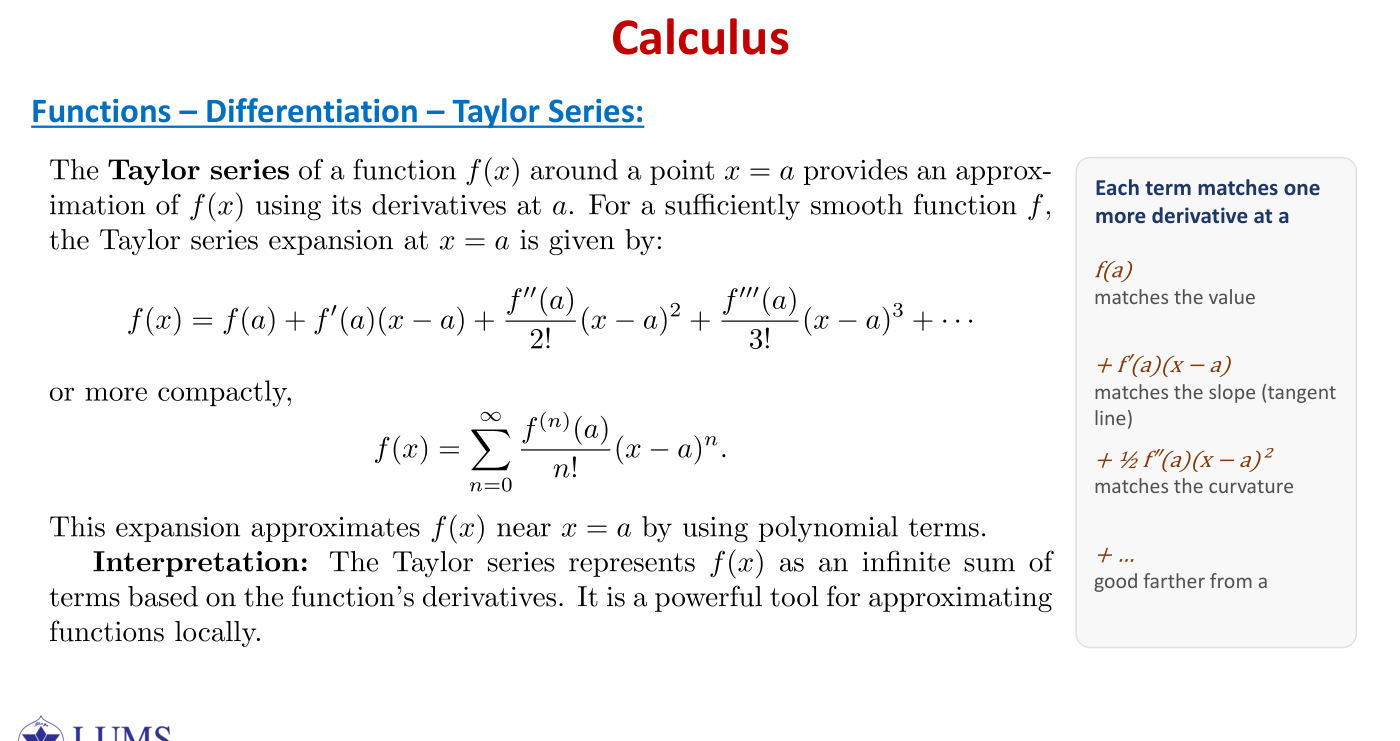 Calculus
Functions – Differentiation – Taylor Series:
The Taylor series of a function f(x) around a point x = a provides an approx-
imation of f(x) using its derivatives at a. For a sufficiently smooth function f,
the Taylor series expansion at x = a is given by:
f(x) = f(a) + f′(a)(x − a) + f″(a)/2! (x − a)² + f‴(a)/3! (x − a)³ + ⋯
or more compactly,
f(x) = ∑_{n=0}^{∞} f⁽ⁿ⁾(a)/n! (x − a)ⁿ.
This expansion approximates f(x) near x = a by using polynomial terms.
Interpretation: The Taylor series represents f(x) as an infinite sum of
terms based on the function's derivatives. It is a powerful tool for approximating
functions locally.
Each term matches one
more derivative at a
f(a)
matches the value
+ f′(a)(x − a)
matches the slope (tangent
line)
+ ½ f″(a)(x − a)²
matches the curvature
+ ...
good farther from a
LUMS